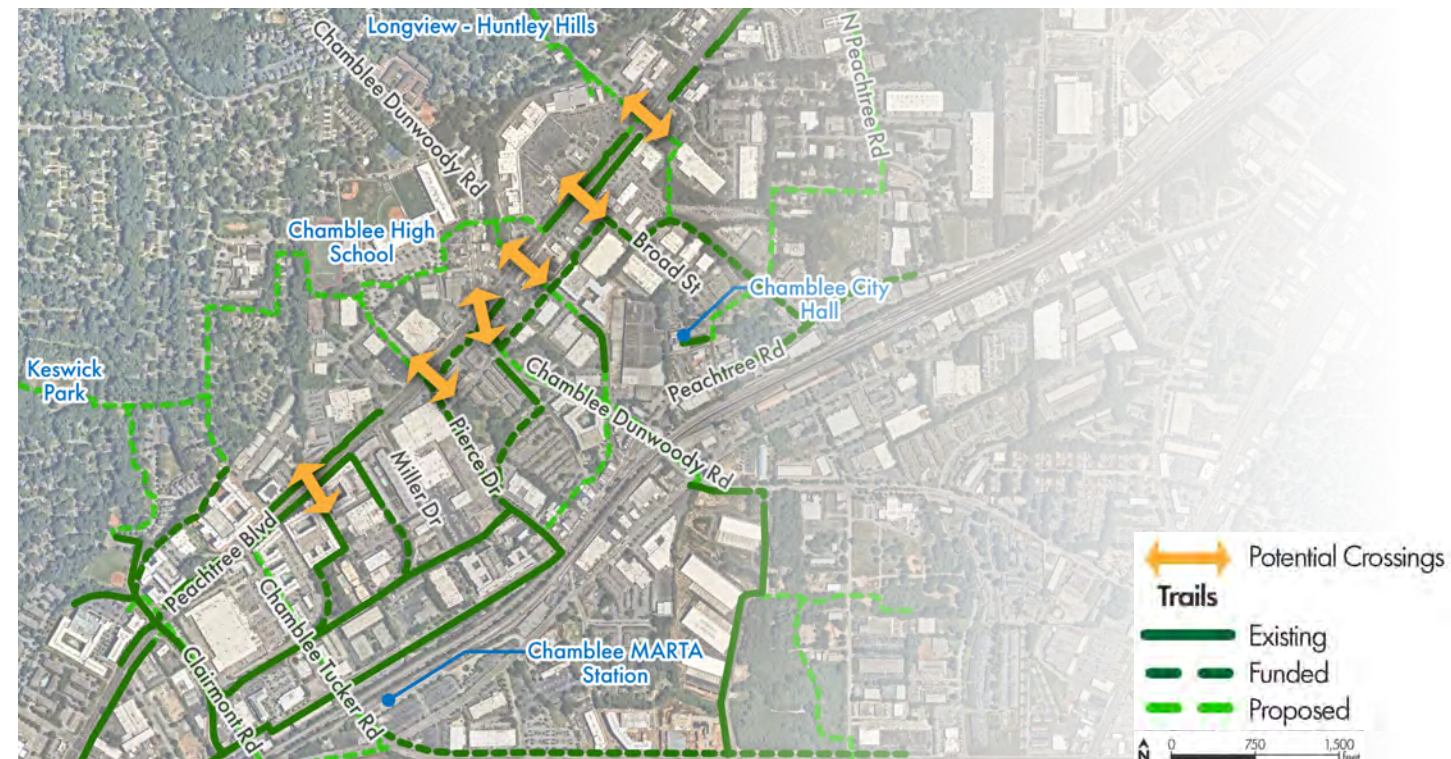 Longview - Huntley Hills
Chamblee Dunwoody Rd
N Peachtree Rd
Chamblee High
School
Broad St
Chamblee City
Hall
Keswick
Park
Peachtree Rd
Chamblee Dunwoody Rd
Pierce Dr
Miller Dr
Peachtree Blvd
Chamblee Tucker Rd
Clairmont Rd
Chamblee MARTA
Station
Potential Crossings
Trails
Existing
Funded
Proposed
N
0 750 1,500
feet